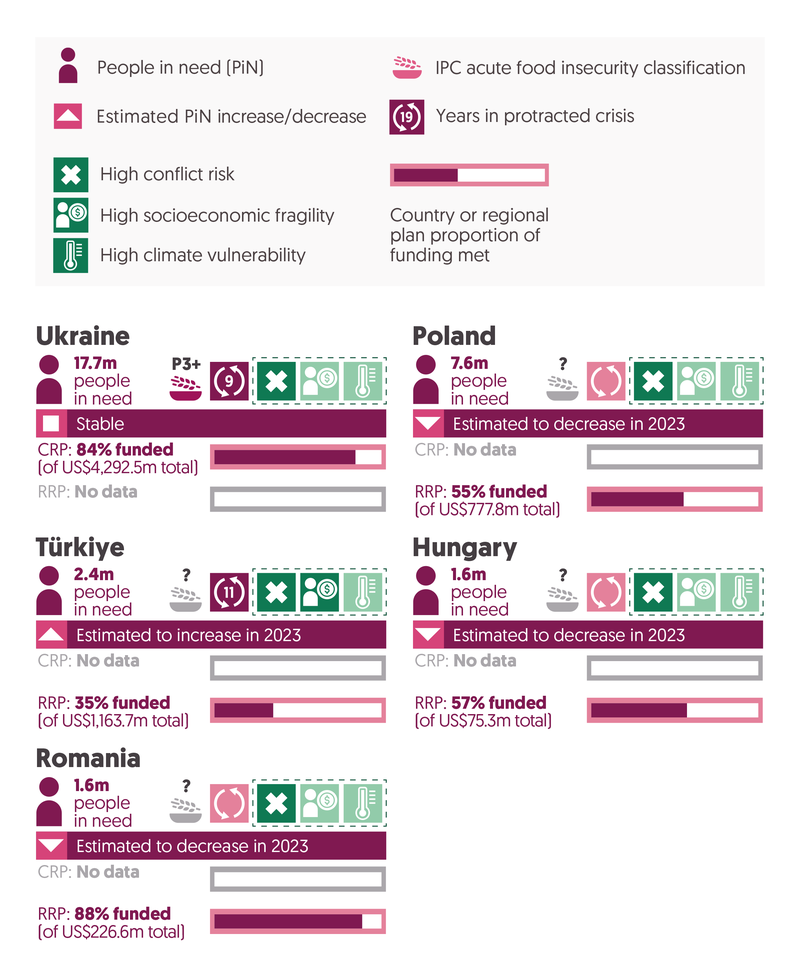 People in need (PiN)
IPC acute food insecurity classification
Estimated PiN increase/decrease
19
Years in protracted crisis
High conflict risk
$
High socioeconomic fragility
High climate vulnerability
Country or regional
plan proportion of
funding met
Ukraine
17.7m
people
in need
P3+
9
$
Stable
CRP: 84% funded
(of US$4,292.5m total)
RRP: No data
Poland
7.6m
people
in need
?
$
Estimated to decrease in 2023
CRP: No data
RRP: 55% funded
(of US$777.8m total)
Türkiye
2.4m
people
in need
?
11
$
Estimated to increase in 2023
CRP: No data
RRP: 35% funded
(of US$1,163.7m total)
Hungary
1.6m
people
in need
?
$
Estimated to decrease in 2023
CRP: No data
RRP: 57% funded
(of US$75.3m total)
Romania
1.6m
people
in need
?
$
Estimated to decrease in 2023
CRP: No data
RRP: 88% funded
(of US$226.6m total)